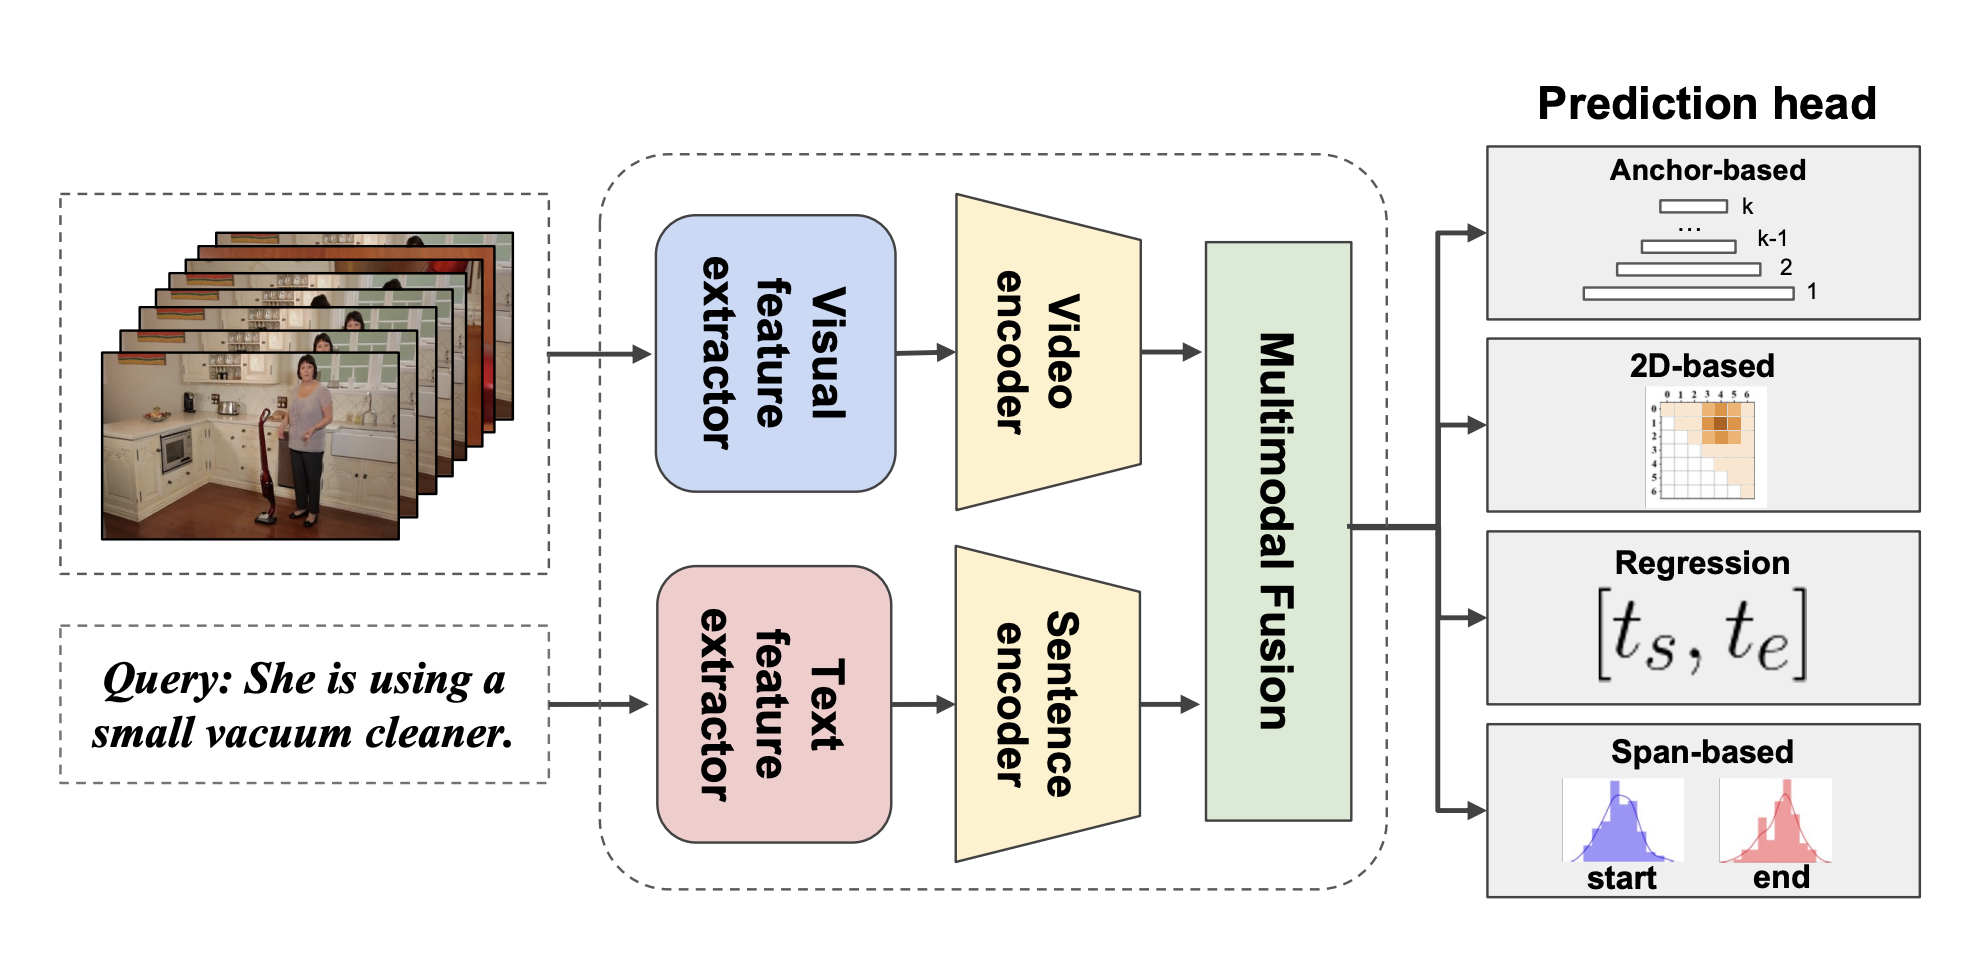 Query: She is using a
small vacuum cleaner.
Visual
feature
extractor
Video
encoder
Text
feature
extractor
Sentence
encoder
Multimodal Fusion
Prediction head
Anchor-based
k
...
k-1
2
1
2D-based
0 1 2 3 4 5 6
0
1
2
3
4
5
6
Regression
[t_s, t_e]
Span-based
start end